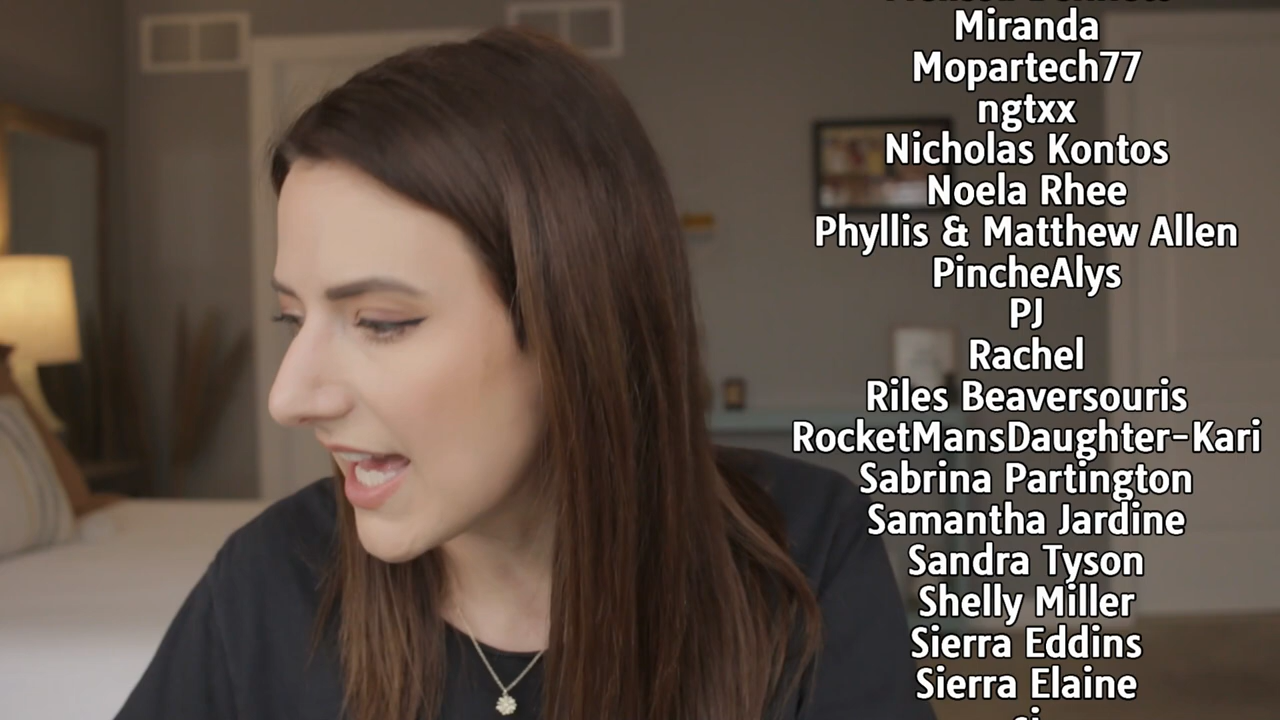 Miranda
Mopartech77
ngtxx
Nicholas Kontos
Noela Rhee
Phyllis & Matthew Allen
PincheAlys
PJ
Rachel
Riles Beaversouris
RocketMansDaughter-Kari
Sabrina Partington
Samantha Jardine
Sandra Tyson
Shelly Miller
Sierra Eddins
Sierra Elaine